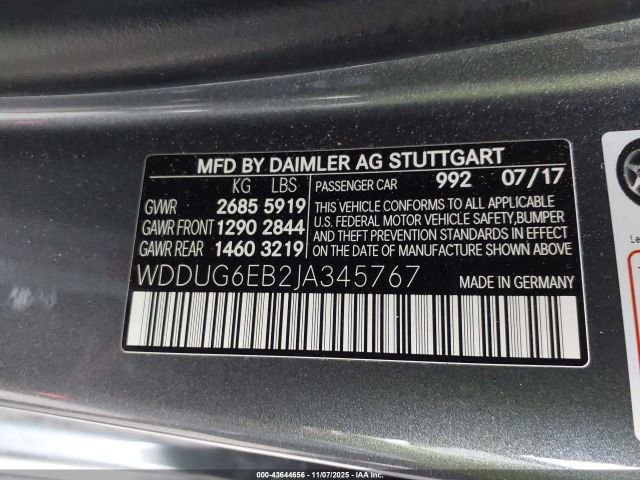 MFD BY DAIMLER AG STUTTGART
KG LBS
GVWR 2685 5919
GAWR FRONT 1290 2844
GAWR REAR 1460 3219
PASSENGER CAR 992 07/17
THIS VEHICLE CONFORMS TO ALL APPLICABLE
U.S. FEDERAL MOTOR VEHICLE SAFETY, BUMPER
AND THEFT PREVENTION STANDARDS IN EFFECT
ON THE DATE OF MANUFACTURE SHOWN ABOVE.
WDDUG6EB2JA345767 MADE IN GERMANY
000-43644656 - 11/07/2025 - IAAI.COM